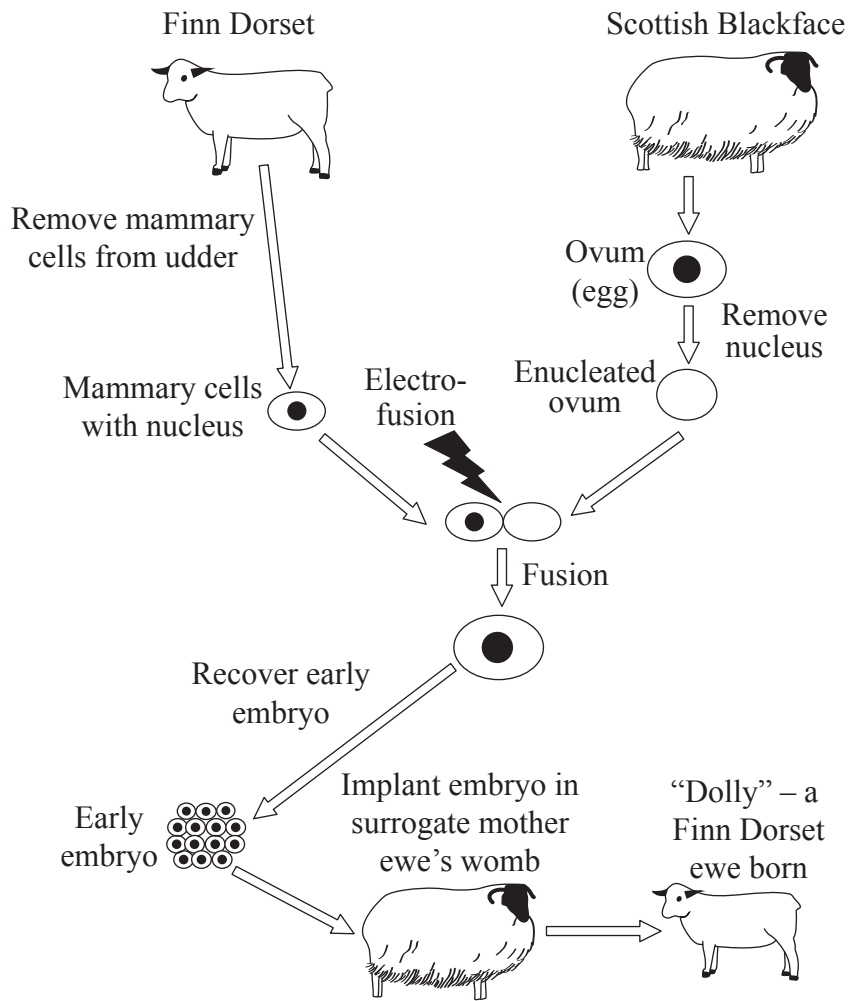 Finn Dorset
Scottish Blackface
Remove mammary
cells from udder
Ovum
(egg)
Remove
nucleus
Mammary cells
with nucleus
Electro-
fusion
Enucleated
ovum
Fusion
Recover early
embryo
Early
embryo
Implant embryo in
surrogate mother
ewe’s womb
“Dolly” – a
Finn Dorset
ewe born